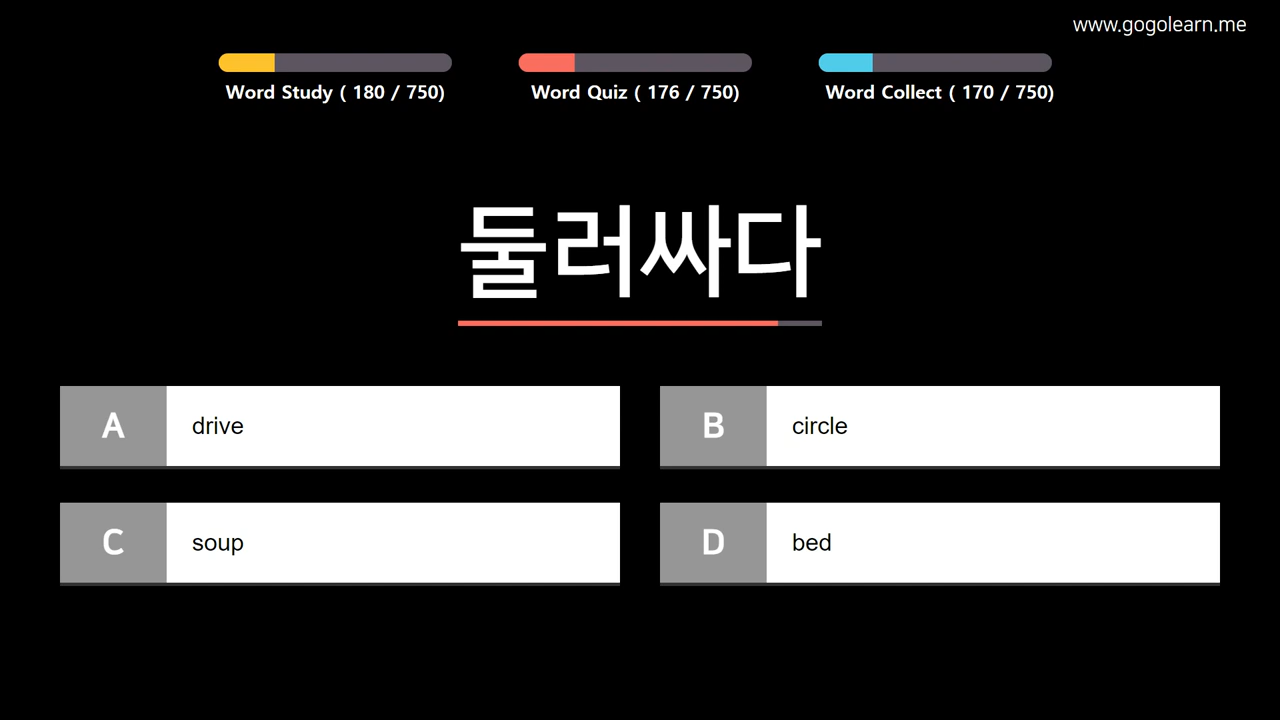 www.gogolearn.me
Word Study ( 180 / 750)
Word Quiz ( 176 / 750)
Word Collect ( 170 / 750)
둘러싸다
A drive
B circle
C soup
D bed